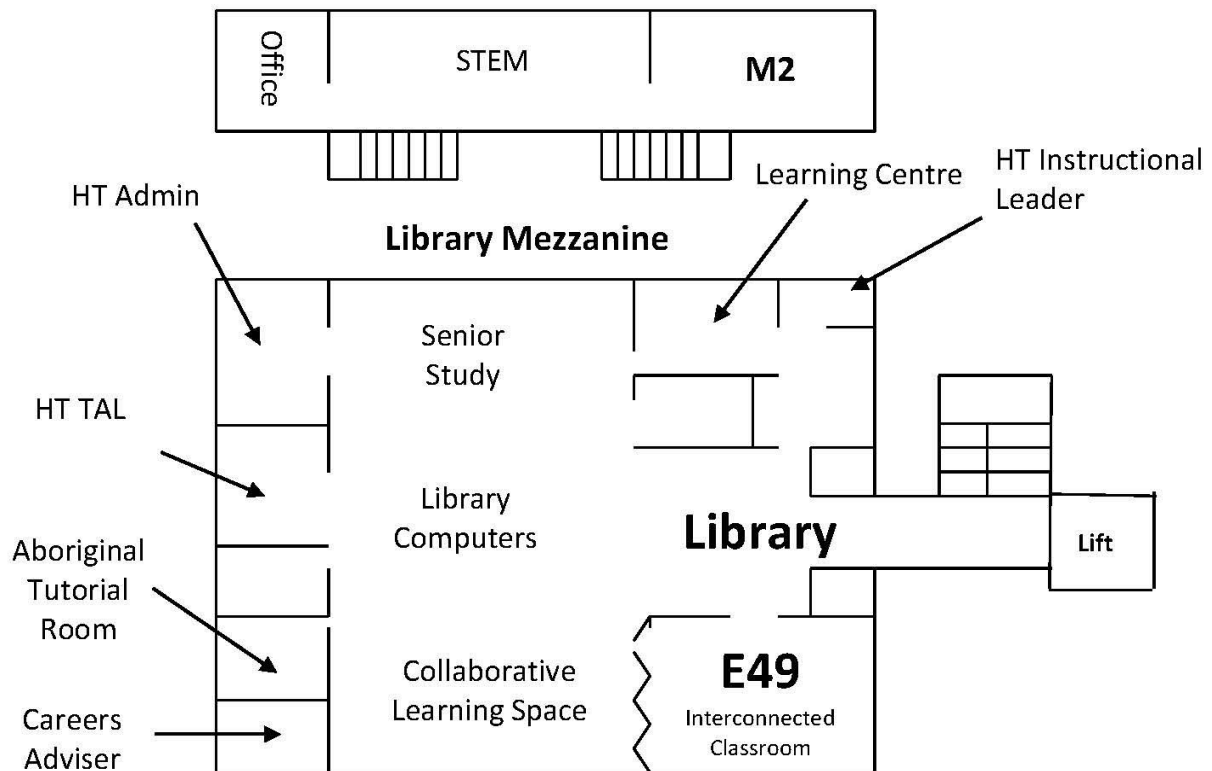 Office
STEM
M2
HT Admin
Learning Centre
HT Instructional
Leader
Library Mezzanine
Senior
Study
HT TAL
Library
Computers
Library
Lift
Aboriginal
Tutorial
Room
Collaborative
Learning Space
E49
Interconnected
Classroom
Careers
Adviser